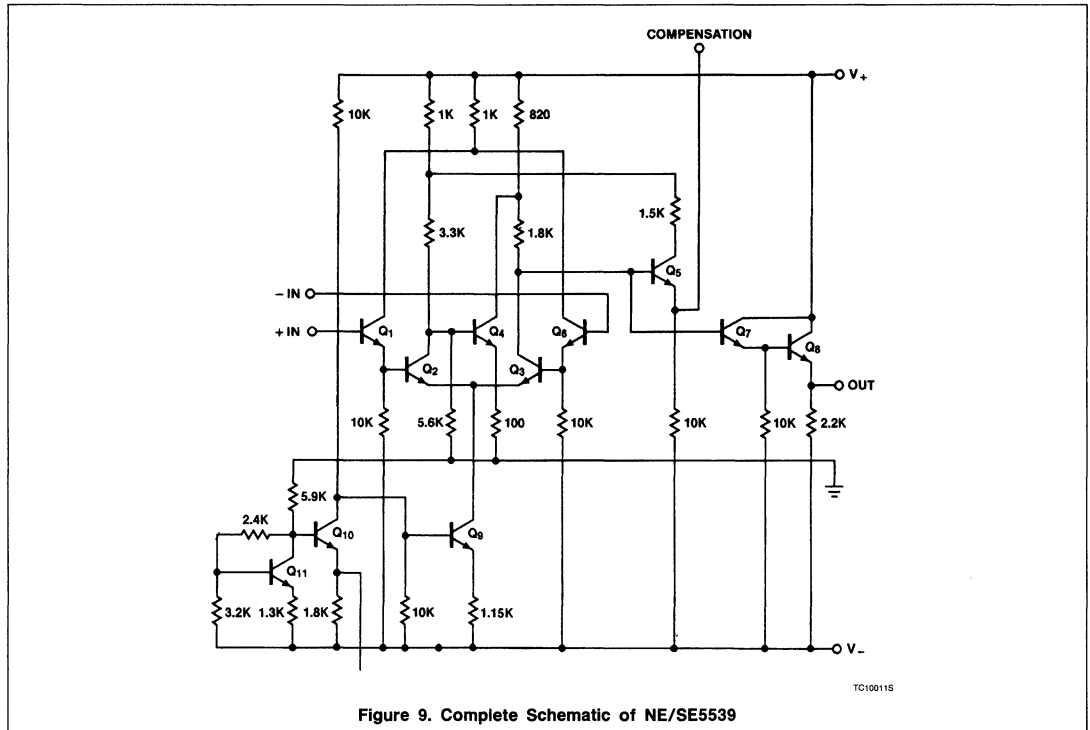 COMPENSATION
V+
10K
1K
1K
820
3.3K
1.8K
1.5K
Q5
− IN
+ IN
Q1
Q2
Q4
Q3
Q6
Q7
Q8
OUT
10K
5.6K
100
10K
10K
10K
2.2K
5.9K
2.4K
Q10
Q9
Q11
3.2K
1.3K
1.8K
10K
1.15K
V−
TC10011S
Figure 9. Complete Schematic of NE/SE5539